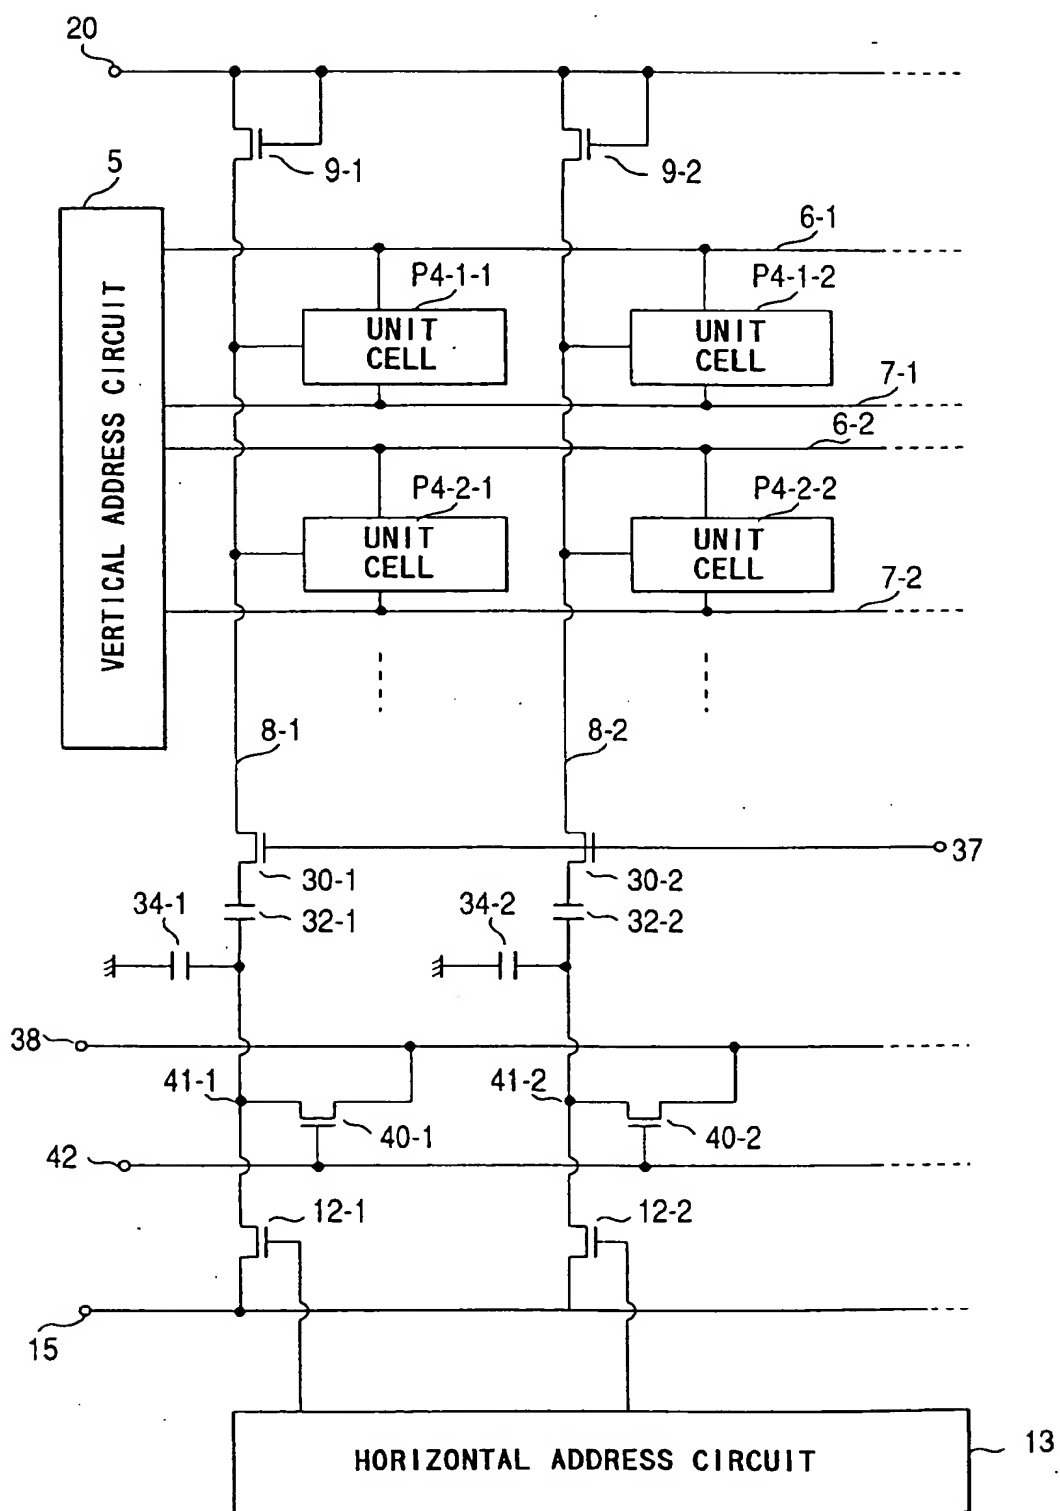 20
9-1
9-2
5
VERTICAL ADDRESS CIRCUIT
6-1
P4-1-1
P4-1-2
UNIT
CELL
UNIT
CELL
7-1
6-2
P4-2-1
P4-2-2
UNIT
CELL
UNIT
CELL
7-2
8-1
8-2
37
30-1
30-2
34-1
32-1
34-2
32-2
38
41-1
41-2
40-1
40-2
42
12-1
12-2
15
HORIZONTAL ADDRESS CIRCUIT
13